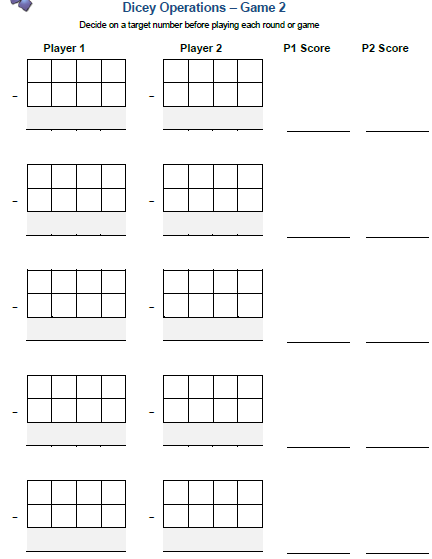 Dicey Operations – Game 2
Decide on a target number before playing each round or game
Player 1 Player 2 P1 Score P2 Score
- -
- -
- -
- -
- -